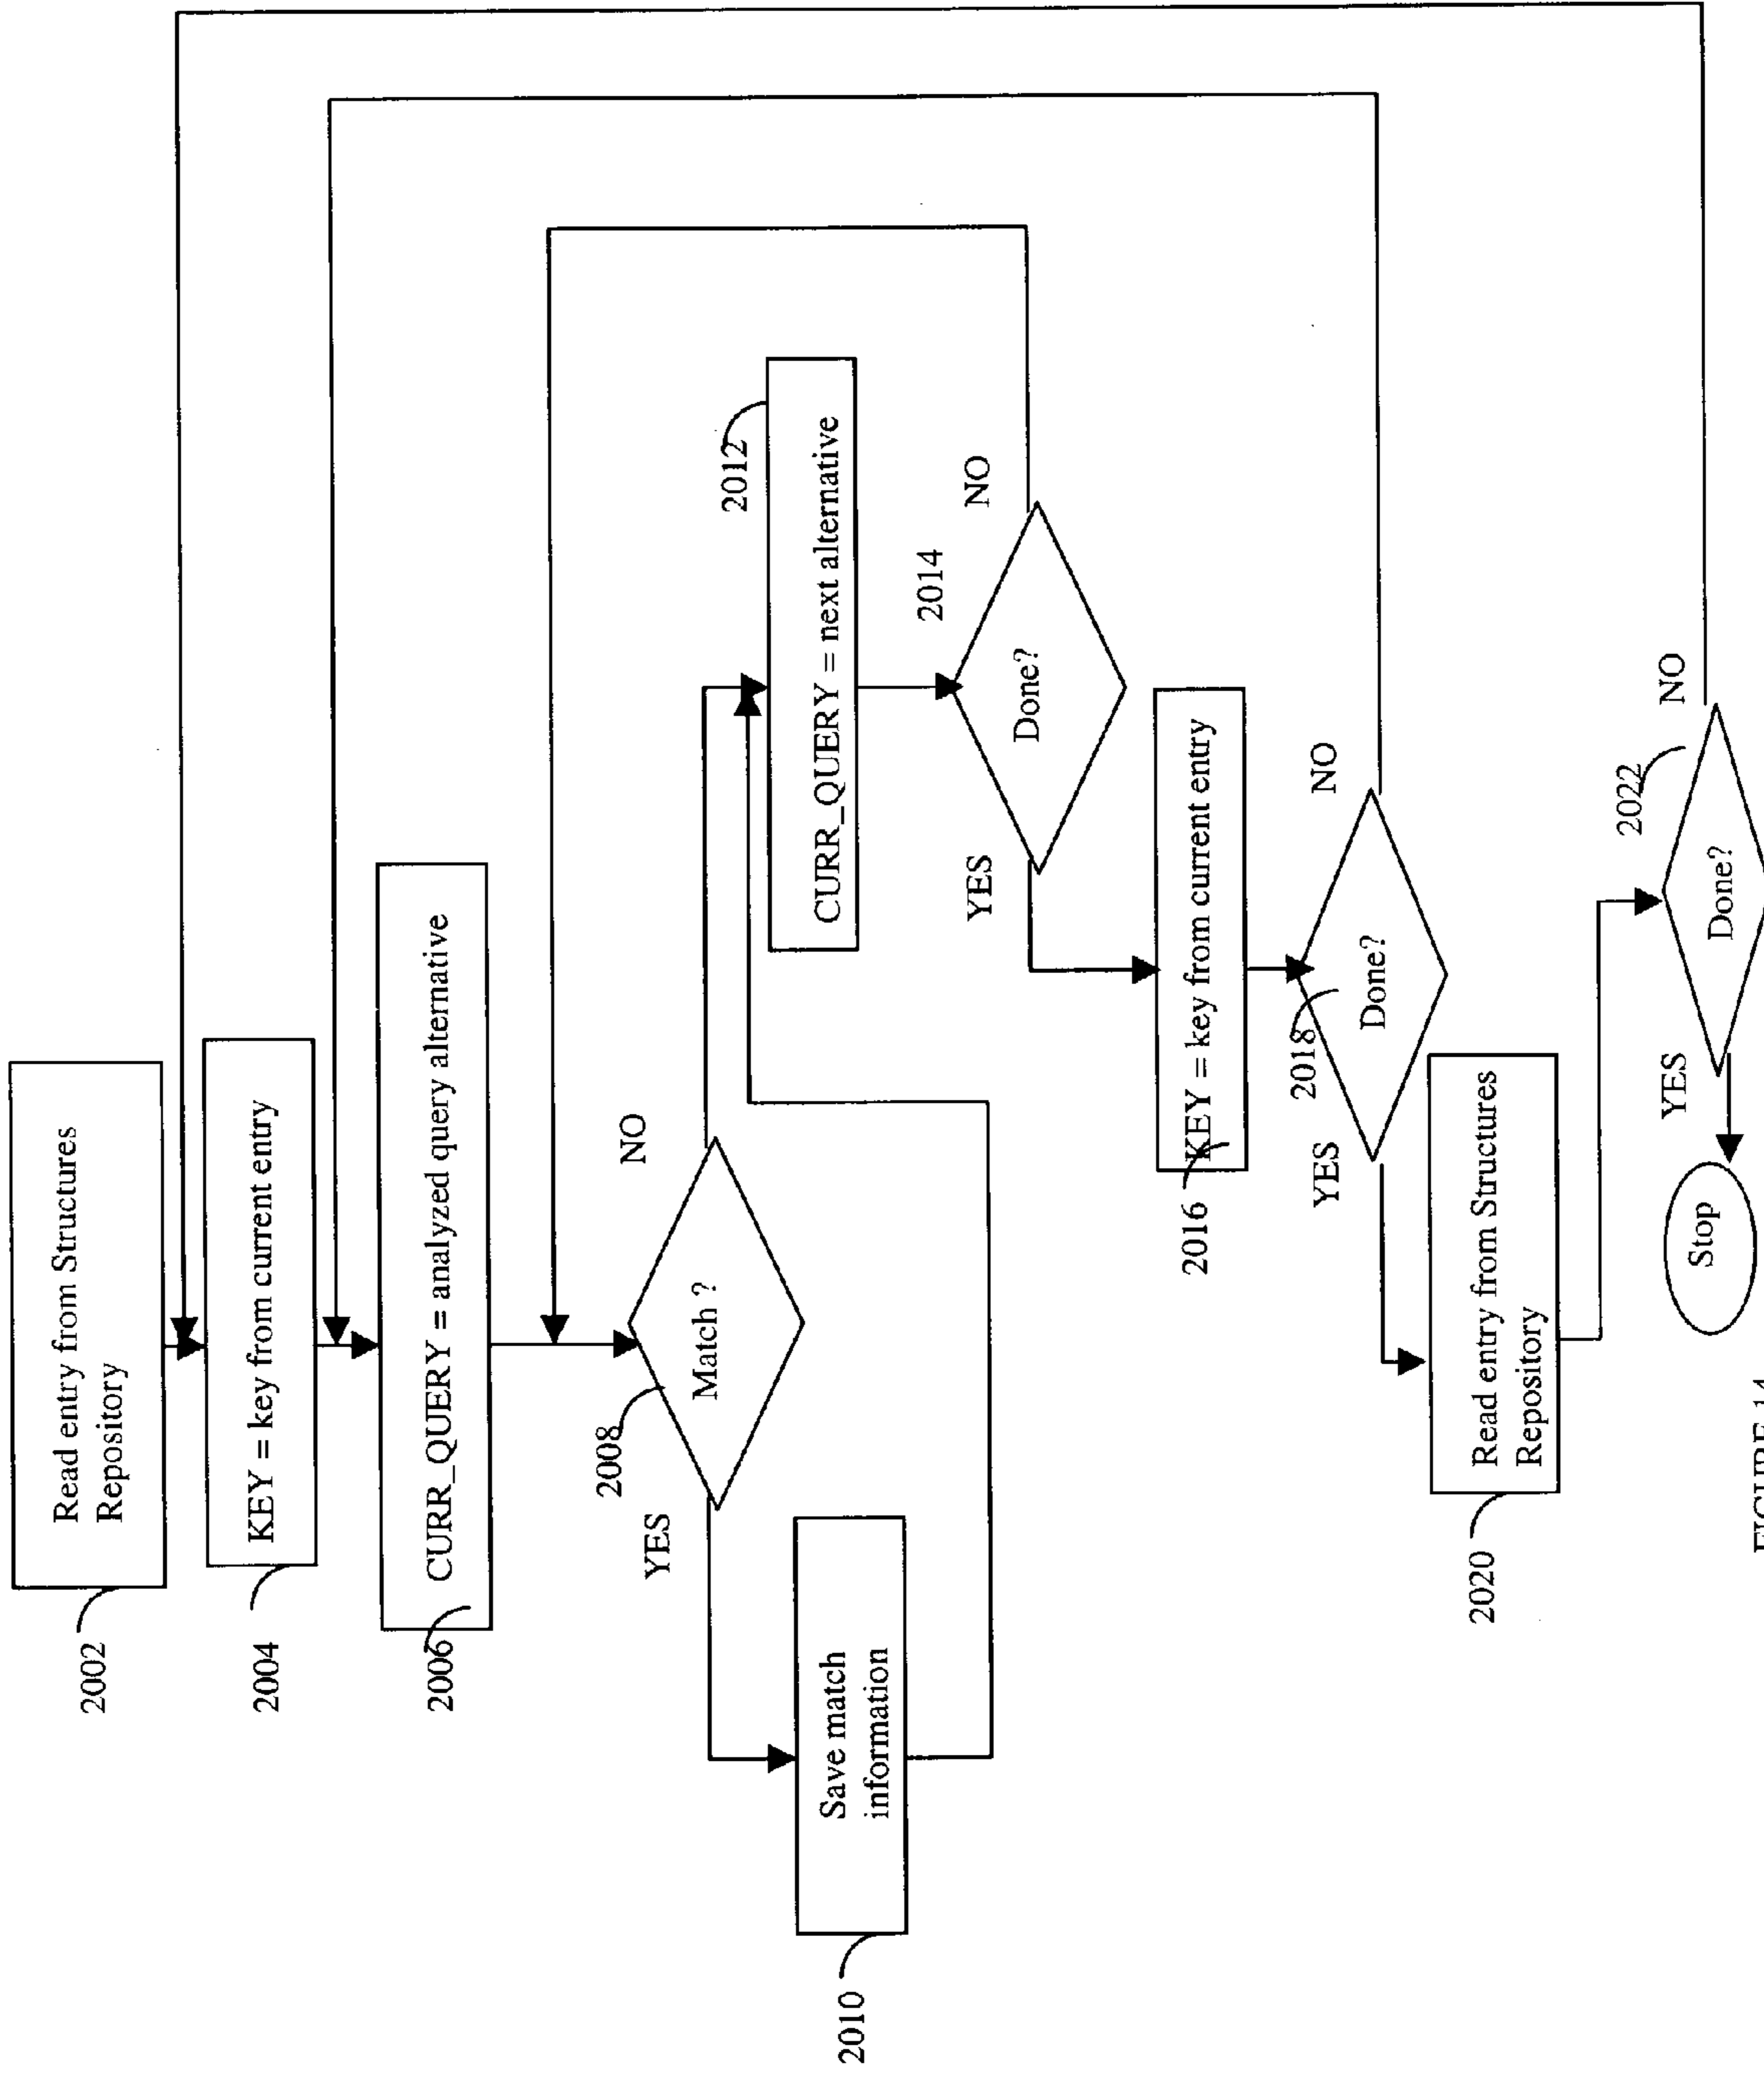 2002
Read entry from Structures
Repository
2004
KEY = key from current entry
2006
CURR_QUERY = analyzed query alternative
2008
Match ?
YES
NO
2010
Save match
information
2012
CURR_QUERY = next alternative
2014
Done?
YES
NO
2016
KEY = key from current entry
2018
Done?
YES
NO
2020
Read entry from Structures
Repository
2022
Done?
YES
NO
Stop
FIGURE 14